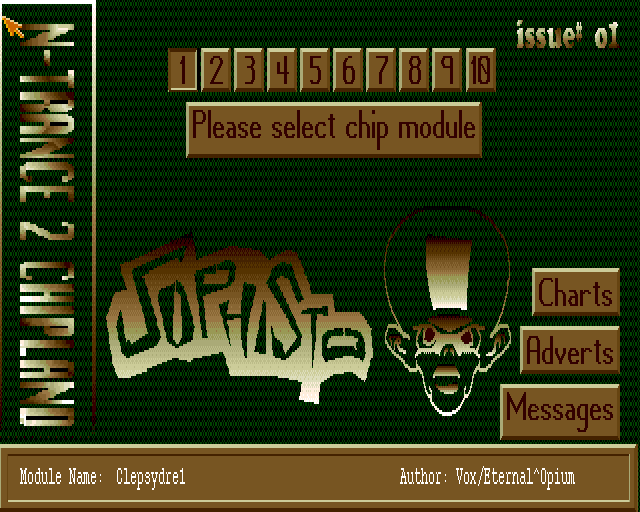 N-TRANCE 2 CHIPLAND
issue# 01
1 2 3 4 5 6 7 8 9 10
Please select chip module
SOPHISTO
Charts
Adverts
Messages
Module Name: Clepsydre1
Author: Vox/Eternal^Opium